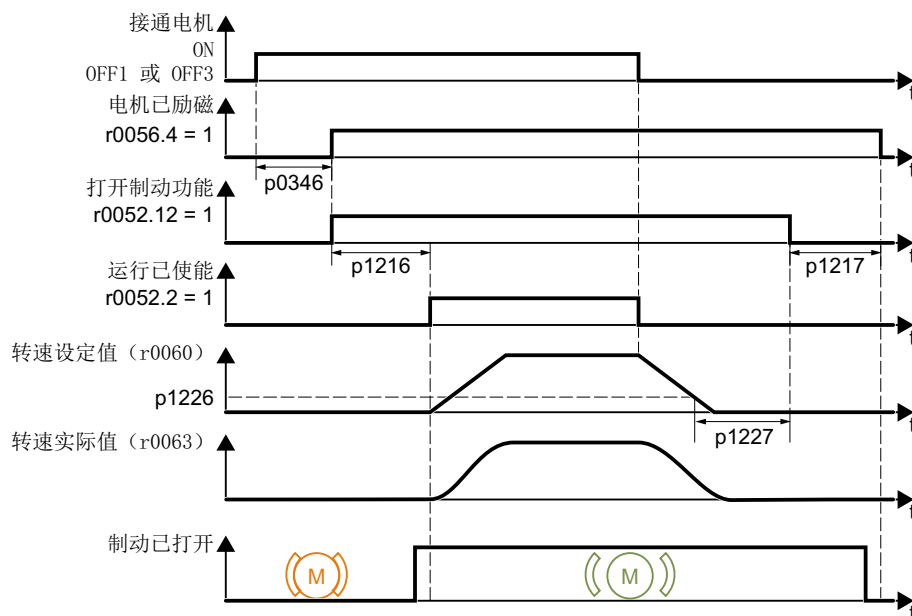 接通电机
ON
OFF1 或 OFF3
t
电机已励磁
r0056.4 = 1
t
p0346
打开制动功能
r0052.12 = 1
t
p1216
p1217
运行已使能
r0052.2 = 1
t
转速设定值（r0060）
p1226
t
p1227
转速实际值（r0063）
t
制动已打开
M
M
t